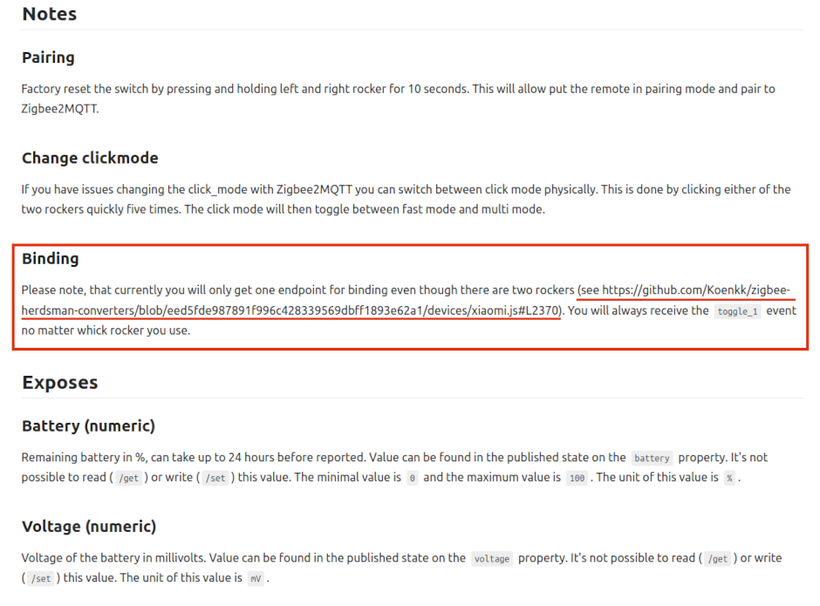 Notes
Pairing
Factory reset the switch by pressing and holding left and right rocker for 10 seconds. This will allow put the remote in pairing mode and pair to
Zigbee2MQTT.
Change clickmode
If you have issues changing the click_mode with Zigbee2MQTT you can switch between click mode physically. This is done by clicking either of the
two rockers quickly five times. The click mode will then toggle between fast mode and multi mode.
Binding
Please note, that currently you will only get one endpoint for binding even though there are two rockers (see https://github.com/Koenkk/zigbee-
herdsman-converters/blob/eed5fde987891f996c428339569dbff1893e62a1/devices/xiaomi.js#L2370). You will always receive the toggle_1 event
no matter whick rocker you use.
Exposes
Battery (numeric)
Remaining battery in %, can take up to 24 hours before reported. Value can be found in the published state on the battery property. It's not
possible to read ( /get ) or write ( /set ) this value. The minimal value is 0 and the maximum value is 100 . The unit of this value is % .
Voltage (numeric)
Voltage of the battery in millivolts. Value can be found in the published state on the voltage property. It's not possible to read ( /get ) or write
( /set ) this value. The unit of this value is mV .